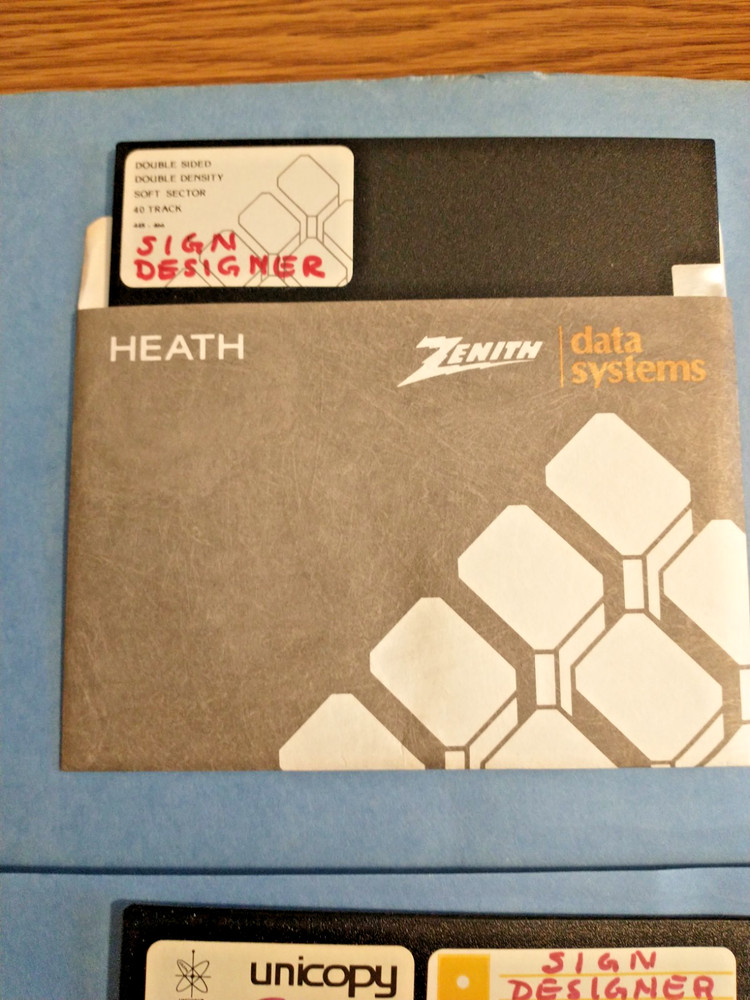 DOUBLE SIDED
DOUBLE DENSITY
SOFT SECTOR
40 TRACK
SIGN
DESIGNER
HEATH
ZENITH data
systems
unicopy
SIGN
DESIGNER